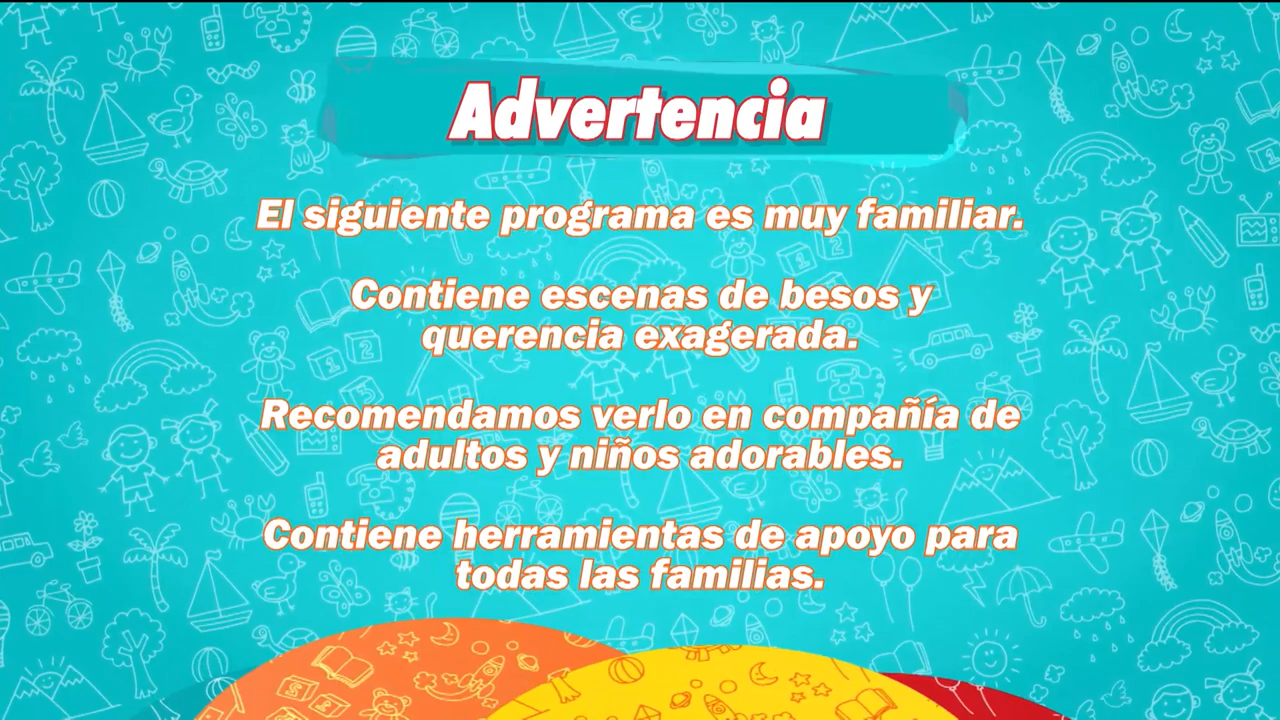 Advertencia
El siguiente programa es muy familiar.
Contiene escenas de besos y
querencia exagerada.
Recomendamos verlo en compañía de
adultos y niños adorables.
Contiene herramientas de apoyo para
todas las familias.